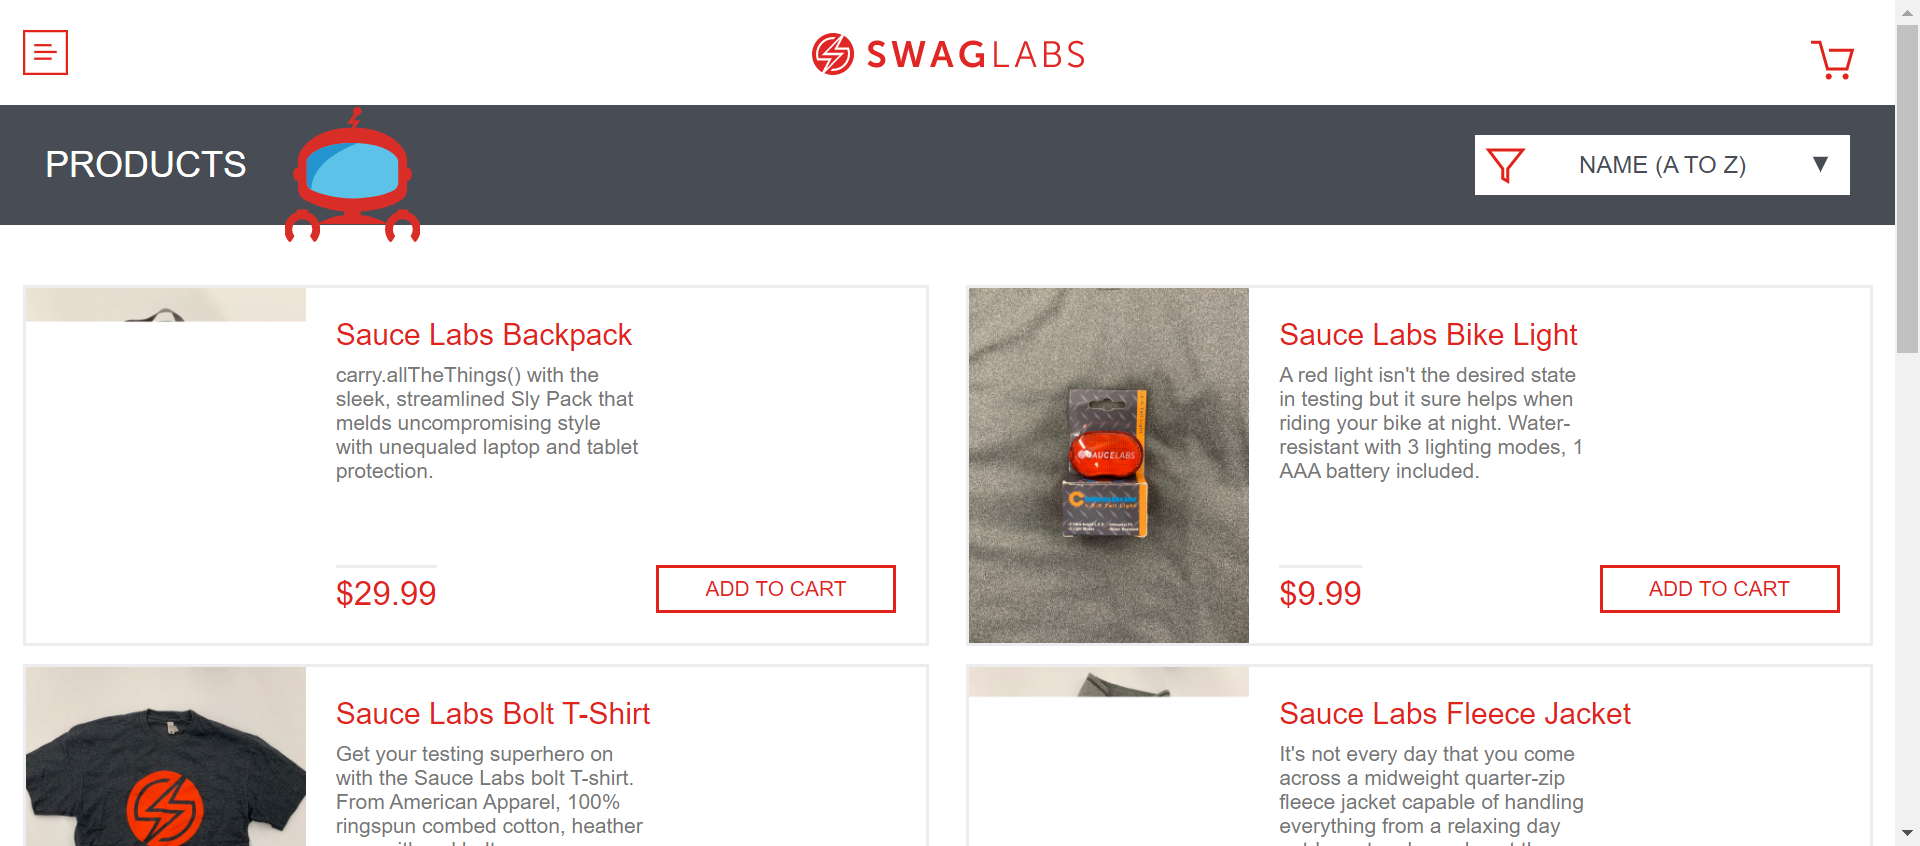 SWAGLABS
PRODUCTS
NAME (A TO Z)
Sauce Labs Backpack
carry.allTheThings() with the
sleek, streamlined Sly Pack that
melds uncompromising style
with unequaled laptop and tablet
protection.
$29.99
ADD TO CART
SAUCELABS
Sauce Labs Bike Light
A red light isn't the desired state
in testing but it sure helps when
riding your bike at night. Water-
resistant with 3 lighting modes, 1
AAA battery included.
$9.99
ADD TO CART
Sauce Labs Bolt T-Shirt
Get your testing superhero on
with the Sauce Labs bolt T-shirt.
From American Apparel, 100%
ringspun combed cotton, heather
Sauce Labs Fleece Jacket
It's not every day that you come
across a midweight quarter-zip
fleece jacket capable of handling
everything from a relaxing day